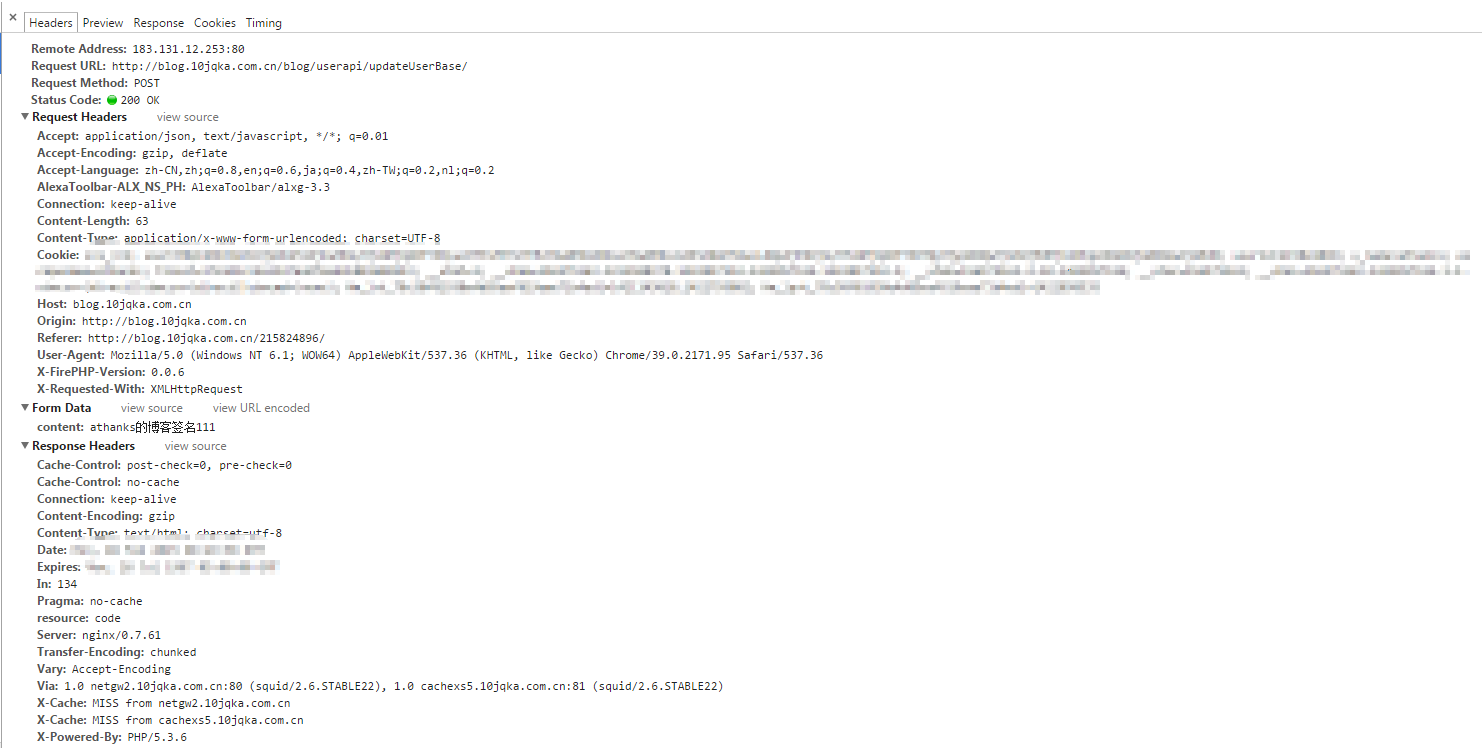 × Headers Preview Response Cookies Timing
Remote Address: 183.131.12.253:80
Request URL: http://blog.10jqka.com.cn/blog/userapi/updateUserBase/
Request Method: POST
Status Code: 200 OK
▼ Request Headers view source
Accept: application/json, text/javascript, */*; q=0.01
Accept-Encoding: gzip, deflate
Accept-Language: zh-CN,zh;q=0.8,en;q=0.6,ja;q=0.4,zh-TW;q=0.2,nl;q=0.2
AlexaToolbar-ALX_NS_PH: AlexaToolbar/alxg-3.3
Connection: keep-alive
Content-Length: 63
Content-Type: application/x-www-form-urlencoded; charset=UTF-8
Cookie:
Host: blog.10jqka.com.cn
Origin: http://blog.10jqka.com.cn
Referer: http://blog.10jqka.com.cn/215824896/
User-Agent: Mozilla/5.0 (Windows NT 6.1; WOW64) AppleWebKit/537.36 (KHTML, like Gecko) Chrome/39.0.2171.95 Safari/537.36
X-FirePHP-Version: 0.0.6
X-Requested-With: XMLHttpRequest
▼ Form Data view source view URL encoded
content: athanks的博客签名111
▼ Response Headers view source
Cache-Control: post-check=0, pre-check=0
Cache-Control: no-cache
Connection: keep-alive
Content-Encoding: gzip
Content-Type: text/html; charset=utf-8
Date:
Expires:
In: 134
Pragma: no-cache
resource: code
Server: nginx/0.7.61
Transfer-Encoding: chunked
Vary: Accept-Encoding
Via: 1.0 netgw2.10jqka.com.cn:80 (squid/2.6.STABLE22), 1.0 cachexs5.10jqka.com.cn:81 (squid/2.6.STABLE22)
X-Cache: MISS from netgw2.10jqka.com.cn
X-Cache: MISS from cachexs5.10jqka.com.cn
X-Powered-By: PHP/5.3.6